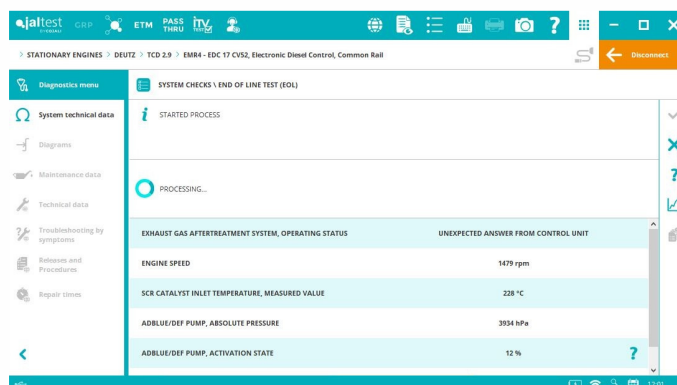 jaltest
GRP
ETM
PASS THRU
iTV
?
STATIONARY ENGINES > DEUTZ > TCD 2.9 > EMR4 - EDC 17 CV52, Electronic Diesel Control, Common Rail
Disconnect
Diagnostics menu
SYSTEM CHECKS \ END OF LINE TEST (EOL)
System technical data
i STARTED PROCESS
Diagrams
Maintenance data
PROCESSING...
Technical data
Troubleshooting by
symptoms
EXHAUST GAS AFTERTREATMENT SYSTEM, OPERATING STATUS UNEXPECTED ANSWER FROM CONTROL UNIT
Releases and
Procedures
ENGINE SPEED 1479 rpm
Repair times
SCR CATALYST INLET TEMPERATURE, MEASURED VALUE 228 °C
ADBLUE/DEF PUMP, ABSOLUTE PRESSURE 3934 hPa
ADBLUE/DEF PUMP, ACTIVATION STATE 12 % ?
12:01